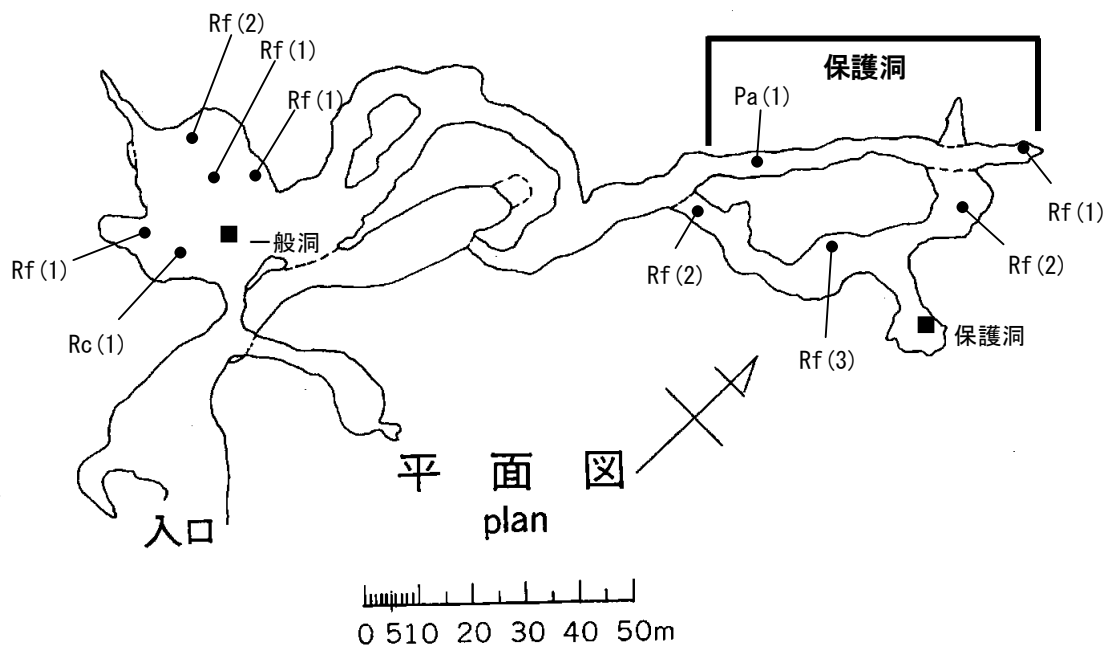 Rf(2)
Rf(1)
Rf(1)
保護洞
Pa(1)
一般洞
Rf(1)
Rc(1)
Rf(2)
Rf(1)
Rf(2)
Rf(3)
保護洞
平面図
plan
入口
0 5 10 20 30 40 50m